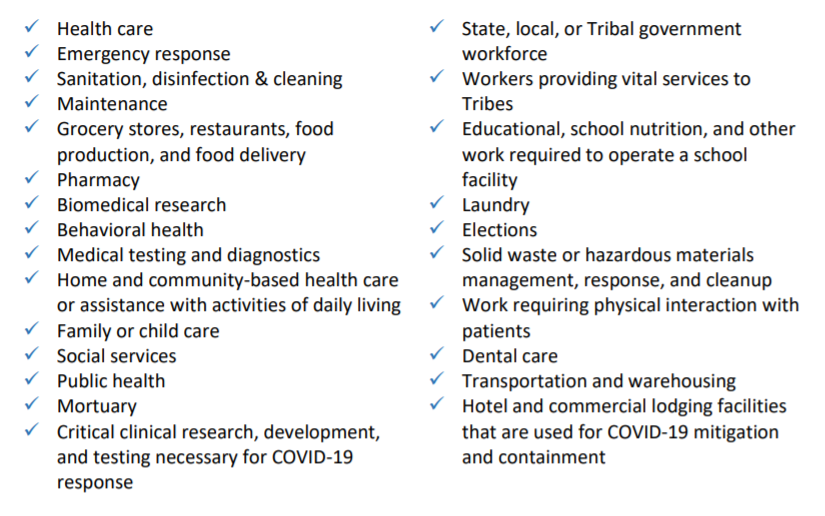 ✓ Health care
✓ Emergency response
✓ Sanitation, disinfection & cleaning
✓ Maintenance
✓ Grocery stores, restaurants, food
production, and food delivery
✓ Pharmacy
✓ Biomedical research
✓ Behavioral health
✓ Medical testing and diagnostics
✓ Home and community-based health care
or assistance with activities of daily living
✓ Family or child care
✓ Social services
✓ Public health
✓ Mortuary
✓ Critical clinical research, development,
and testing necessary for COVID-19
response
✓ State, local, or Tribal government
workforce
✓ Workers providing vital services to
Tribes
✓ Educational, school nutrition, and other
work required to operate a school
facility
✓ Laundry
✓ Elections
✓ Solid waste or hazardous materials
management, response, and cleanup
✓ Work requiring physical interaction with
patients
✓ Dental care
✓ Transportation and warehousing
✓ Hotel and commercial lodging facilities
that are used for COVID-19 mitigation
and containment